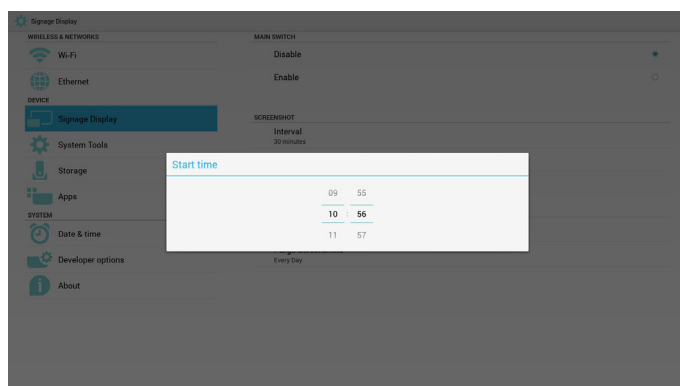 Signage Display
WIRELESS & NETWORKS
Wi-Fi
Ethernet
DEVICE
Signage Display
System Tools
Storage
Apps
SYSTEM
Date & time
Developer options
About
MAIN SWITCH
Disable
Enable
SCREENSHOT
Interval
30 minutes
Start time
09 55
10 : 56
11 57
Every Day